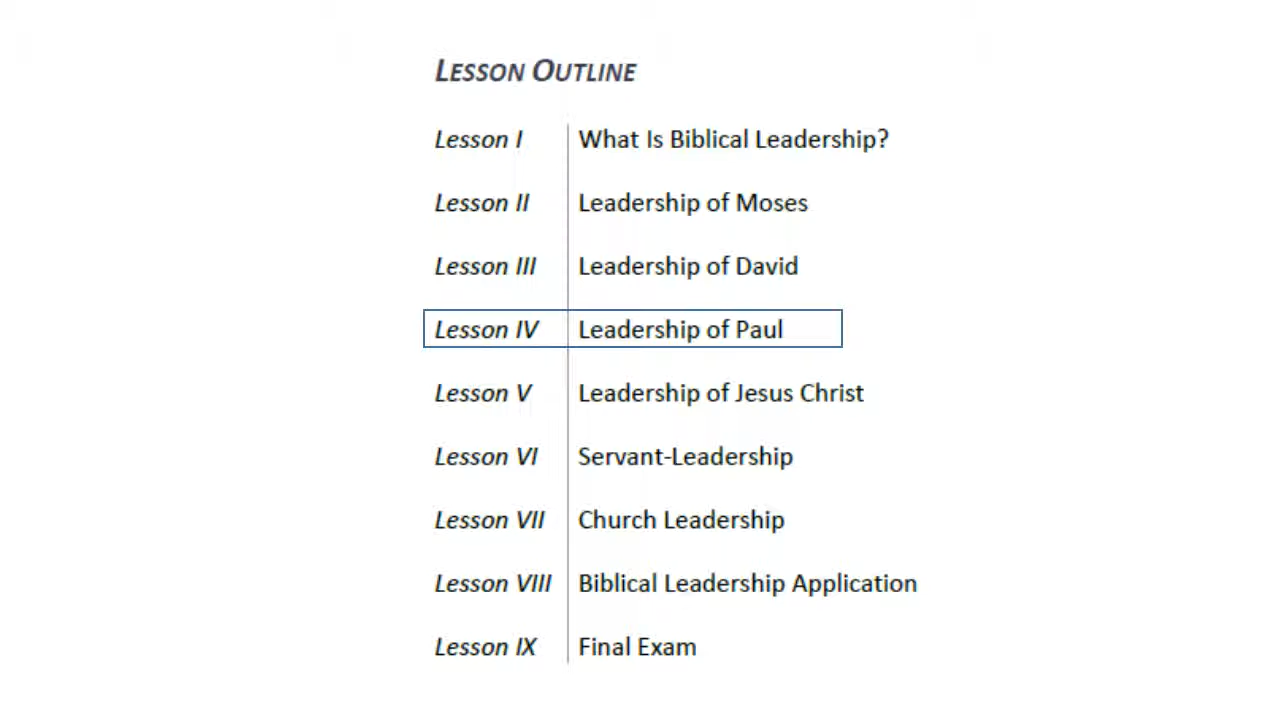 LESSON OUTLINE
Lesson I What Is Biblical Leadership?
Lesson II Leadership of Moses
Lesson III Leadership of David
Lesson IV Leadership of Paul
Lesson V Leadership of Jesus Christ
Lesson VI Servant-Leadership
Lesson VII Church Leadership
Lesson VIII Biblical Leadership Application
Lesson IX Final Exam